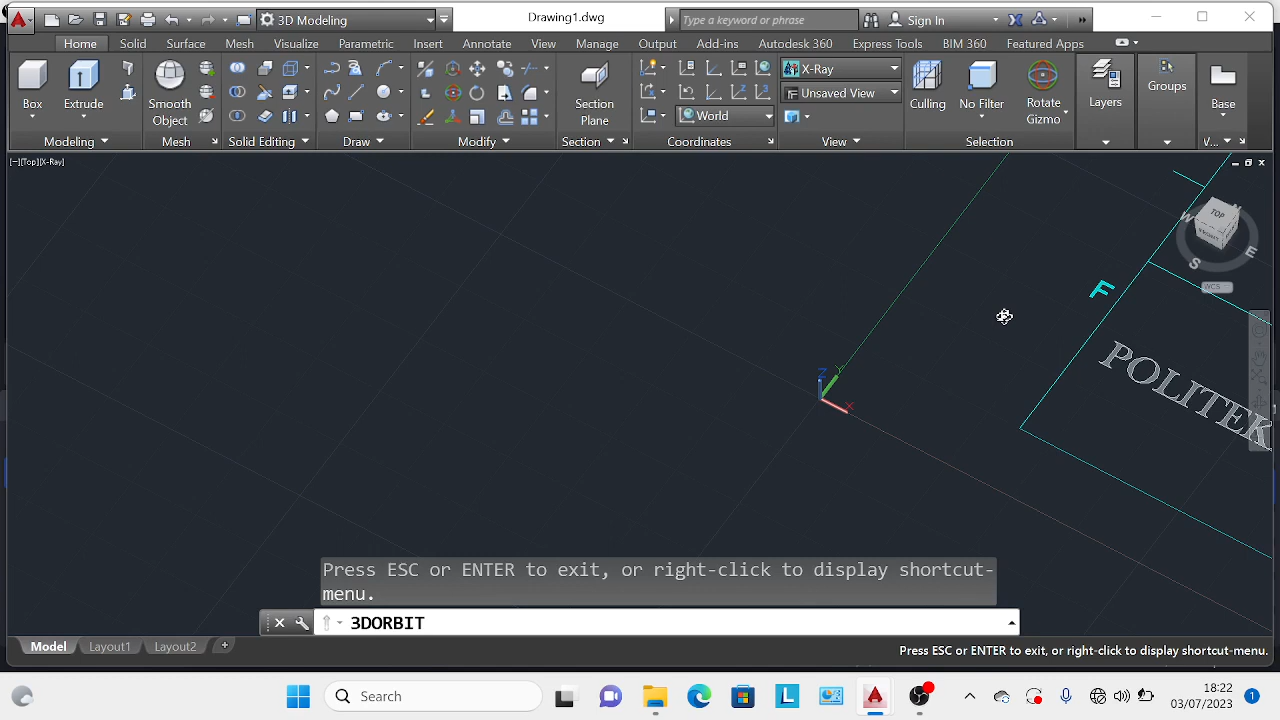 3D Modeling
Drawing1.dwg
Type a keyword or phrase
Sign In
Home Solid Surface Mesh Visualize Parametric Insert Annotate View Manage Output Add-ins Autodesk 360 Express Tools BIM 360 Featured Apps
Box
Extrude
Smooth
Object
Section
Plane
X-Ray
Unsaved View
World
Culling
No Filter
Rotate
Gizmo
Layers
Groups
Base
Modeling
Mesh
Solid Editing
Draw
Modify
Section
Coordinates
View
Selection
V...
[−][Top][X-Ray]
TOP
FRONT
N
W
S
E
WCS
F
POLITEK
Z
Y
X
Press ESC or ENTER to exit, or right-click to display shortcut-
menu.
3DORBIT
Model Layout1 Layout2
Press ESC or ENTER to exit, or right-click to display shortcut-menu.
Search
18:22
03/07/2023
1